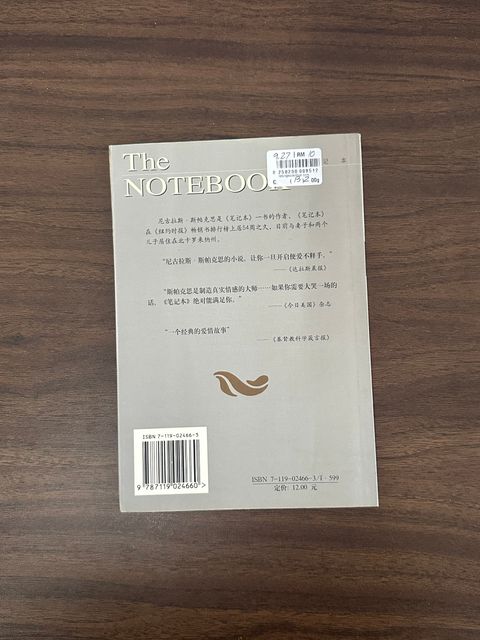 The
NOTEBOOK
记 本
尼古拉斯·斯帕克思是《笔记本》一书的作者，《笔记本》
在《纽约时报》畅销书排行榜上居54周之久，目前与妻子和两个
儿子居住在北卡罗来纳州。
“尼古拉斯·斯帕克思的小说，让你一旦开启便爱不释手。”
——《达拉斯晨报》
“斯帕克思是制造真实情感的大师……如果你需要大哭一场的
话，《笔记本》绝对能满足你。”
——《今日美国》杂志
“一个经典的爱情故事”
——《基督教科学箴言报》
ISBN 7-119-02466-3
9 787119 024660 >
ISBN 7-119-02466-3/I·599
定价: 12.00 元